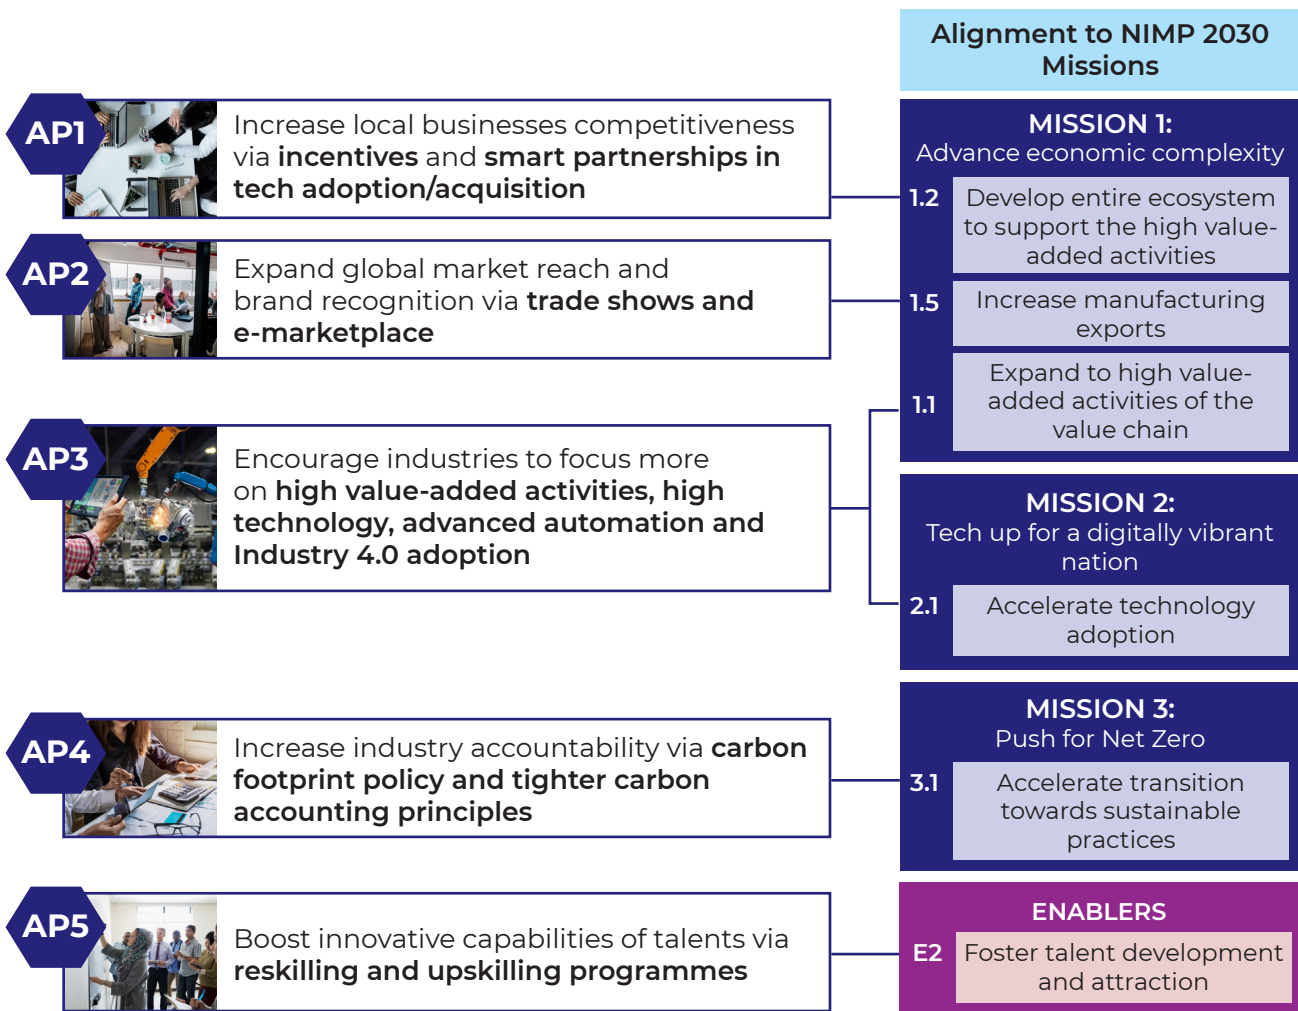 Alignment to NIMP 2030
Missions
AP1
Increase local businesses competitiveness
via incentives and smart partnerships in
tech adoption/acquisition
AP2
Expand global market reach and
brand recognition via trade shows and
e-marketplace
AP3
Encourage industries to focus more
on high value-added activities, high
technology, advanced automation and
Industry 4.0 adoption
AP4
Increase industry accountability via carbon
footprint policy and tighter carbon
accounting principles
AP5
Boost innovative capabilities of talents via
reskilling and upskilling programmes
MISSION 1:
Advance economic complexity
1.2
Develop entire ecosystem
to support the high value-
added activities
1.5
Increase manufacturing
exports
1.1
Expand to high value-
added activities of the
value chain
MISSION 2:
Tech up for a digitally vibrant
nation
2.1
Accelerate technology
adoption
MISSION 3:
Push for Net Zero
3.1
Accelerate transition
towards sustainable
practices
ENABLERS
E2
Foster talent development
and attraction